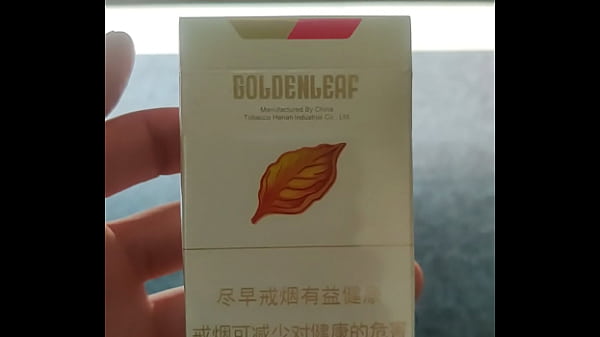 GOLDENLEAF
Manufactured By China
Tobacco Henan Industrial Co., Ltd.
尽早戒烟有益健康
戒烟可减少对健康的危害